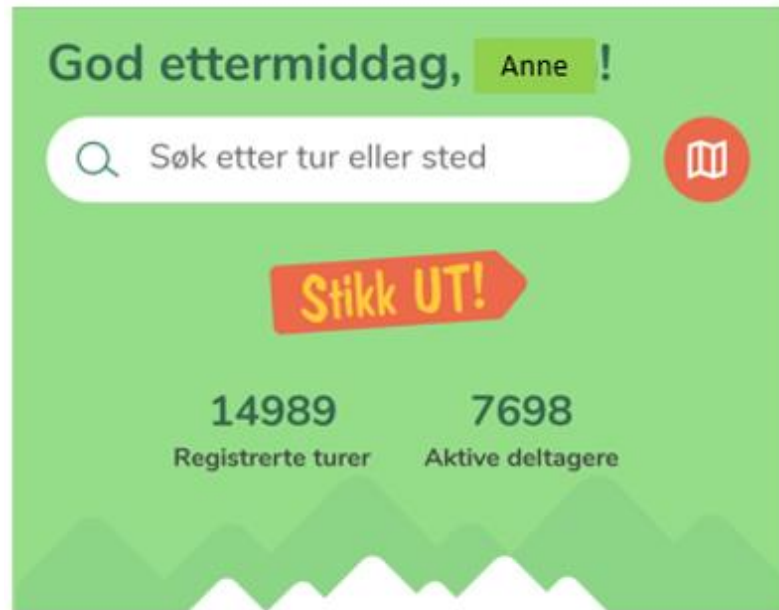 God ettermiddag, Anne!
Søk etter tur eller sted
Stikk UT!
14989 7698
Registrerte turer Aktive deltagere